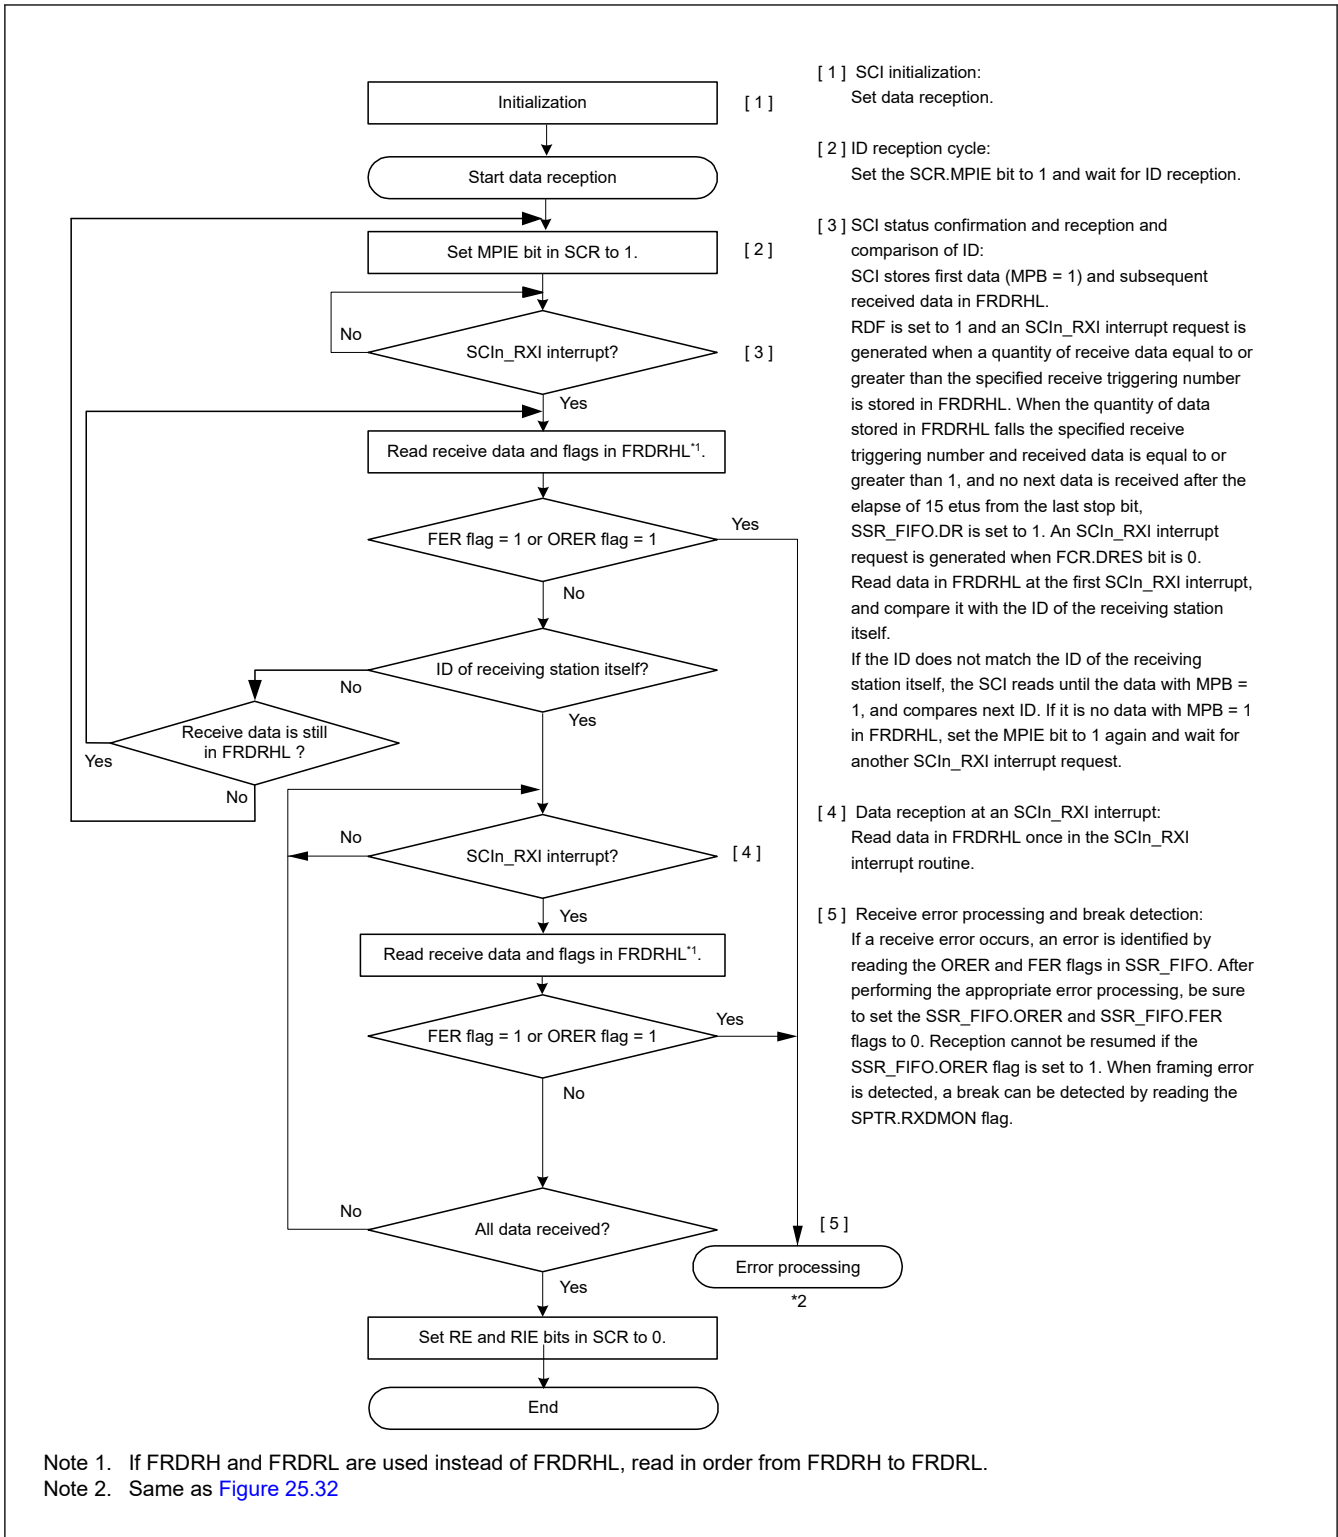 Initialization
[ 1 ]
Start data reception
Set MPIE bit in SCR to 1.
[ 2 ]
No
SCIn_RXI interrupt?
[ 3 ]
Yes
Read receive data and flags in FRDRHL*1.
FER flag = 1 or ORER flag = 1
Yes
No
ID of receiving station itself?
No
Yes
Receive data is still
in FRDRHL ?
Yes
No
No
SCIn_RXI interrupt?
[ 4 ]
Yes
Read receive data and flags in FRDRHL*1.
FER flag = 1 or ORER flag = 1
Yes
No
No
All data received?
Yes
[ 5 ]
Error processing
*2
Set RE and RIE bits in SCR to 0.
End
[ 1 ] SCI initialization:
Set data reception.
[ 2 ] ID reception cycle:
Set the SCR.MPIE bit to 1 and wait for ID reception.
[ 3 ] SCI status confirmation and reception and
comparison of ID:
SCI stores first data (MPB = 1) and subsequent
received data in FRDRHL.
RDF is set to 1 and an SCIn_RXI interrupt request is
generated when a quantity of receive data equal to or
greater than the specified receive triggering number
is stored in FRDRHL. When the quantity of data
stored in FRDRHL falls the specified receive
triggering number and received data is equal to or
greater than 1, and no next data is received after the
elapse of 15 etus from the last stop bit,
SSR_FIFO.DR is set to 1. An SCIn_RXI interrupt
request is generated when FCR.DRES bit is 0.
Read data in FRDRHL at the first SCIn_RXI interrupt,
and compare it with the ID of the receiving station
itself.
If the ID does not match the ID of the receiving
station itself, the SCI reads until the data with MPB =
1, and compares next ID. If it is no data with MPB = 1
in FRDRHL, set the MPIE bit to 1 again and wait for
another SCIn_RXI interrupt request.
[ 4 ] Data reception at an SCIn_RXI interrupt:
Read data in FRDRHL once in the SCIn_RXI
interrupt routine.
[ 5 ] Receive error processing and break detection:
If a receive error occurs, an error is identified by
reading the ORER and FER flags in SSR_FIFO. After
performing the appropriate error processing, be sure
to set the SSR_FIFO.ORER and SSR_FIFO.FER
flags to 0. Reception cannot be resumed if the
SSR_FIFO.ORER flag is set to 1. When framing error
is detected, a break can be detected by reading the
SPTR.RXDMON flag.
Note 1. If FRDRH and FRDRL are used instead of FRDRHL, read in order from FRDRH to FRDRL.
Note 2. Same as Figure 25.32